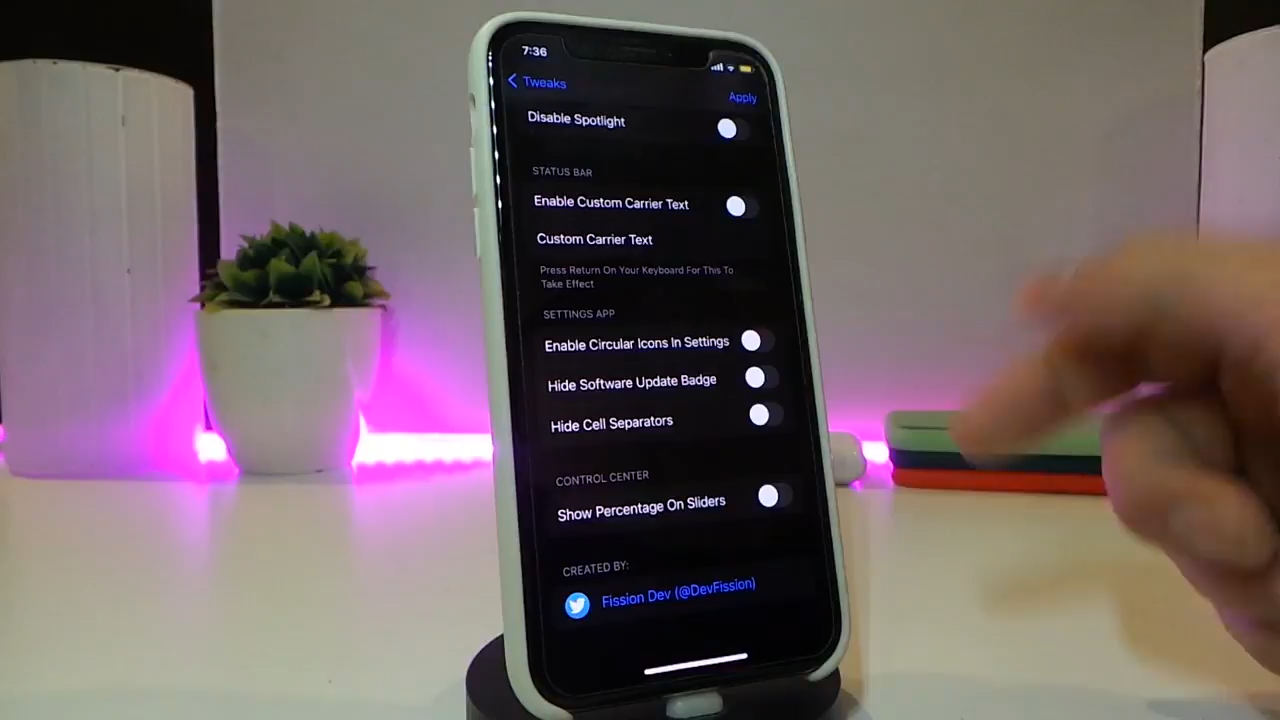 7:36
Tweaks
Apply
Disable Spotlight
STATUS BAR
Enable Custom Carrier Text
Custom Carrier Text
Press Return On Your Keyboard For This To
Take Effect
SETTINGS APP
Enable Circular Icons In Settings
Hide Software Update Badge
Hide Cell Separators
CONTROL CENTER
Show Percentage On Sliders
CREATED BY:
Fission Dev (@DevFission)